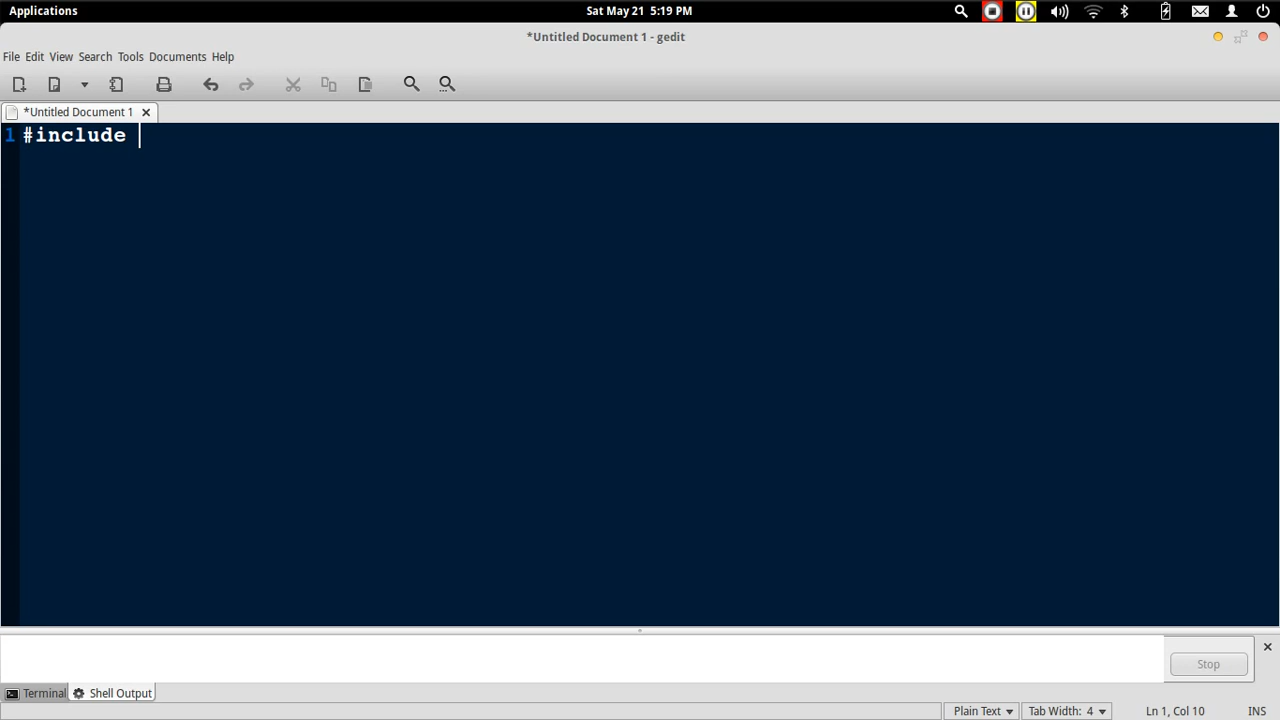 Applications
Sat May 21 5:19 PM
*Untitled Document 1 - gedit
File Edit View Search Tools Documents Help
*Untitled Document 1
1 #include
Stop
Terminal Shell Output
Plain Text Tab Width: 4 Ln 1, Col 10 INS